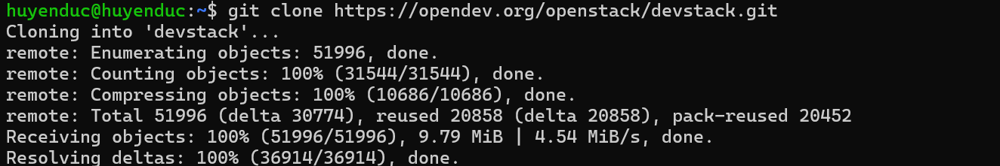 huyenduc@huyenduc:~$ git clone https://opendev.org/openstack/devstack.git
Cloning into 'devstack'...
remote: Enumerating objects: 51996, done.
remote: Counting objects: 100% (31544/31544), done.
remote: Compressing objects: 100% (10686/10686), done.
remote: Total 51996 (delta 30774), reused 20858 (delta 20858), pack-reused 20452
Receiving objects: 100% (51996/51996), 9.79 MiB | 4.54 MiB/s, done.
Resolving deltas: 100% (36914/36914), done.